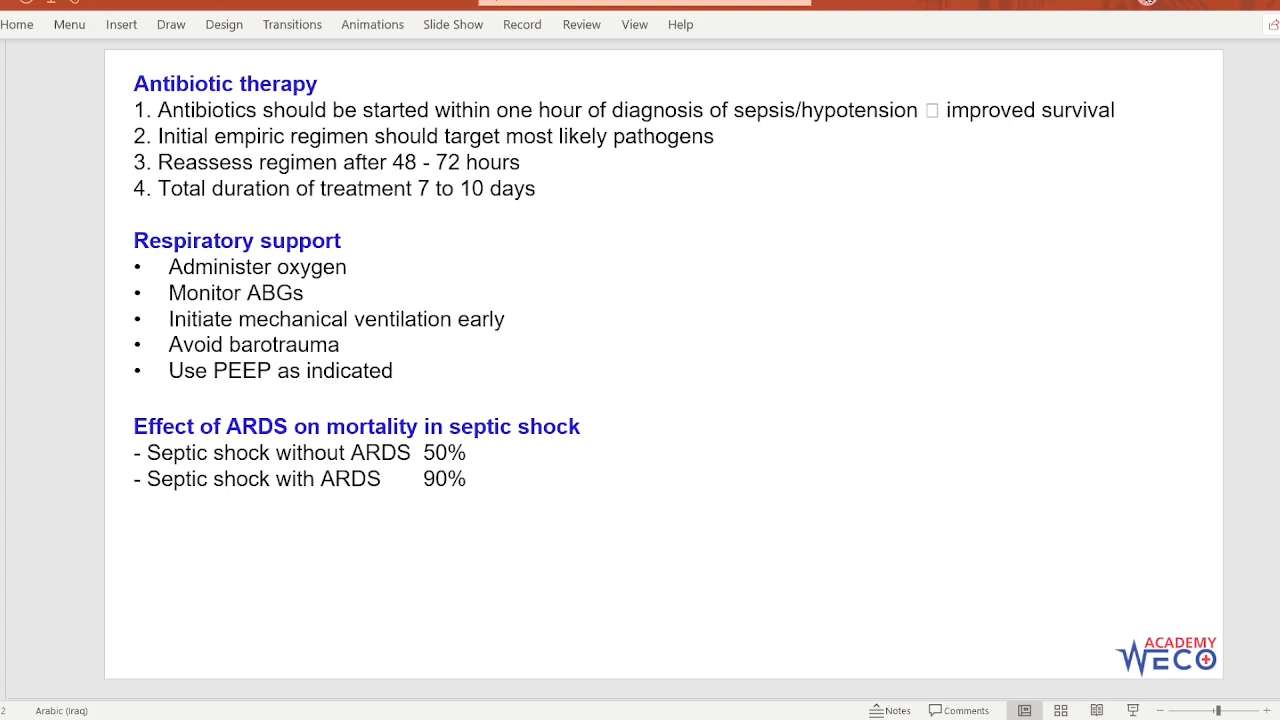 Home Menu Insert Draw Design Transitions Animations Slide Show Record Review View Help
Antibiotic therapy
1. Antibiotics should be started within one hour of diagnosis of sepsis/hypotension □ improved survival
2. Initial empiric regimen should target most likely pathogens
3. Reassess regimen after 48 - 72 hours
4. Total duration of treatment 7 to 10 days
Respiratory support
• Administer oxygen
• Monitor ABGs
• Initiate mechanical ventilation early
• Avoid barotrauma
• Use PEEP as indicated
Effect of ARDS on mortality in septic shock
- Septic shock without ARDS 50%
- Septic shock with ARDS 90%
ACADEMY
WECO
2 Arabic (Iraq) Notes Comments